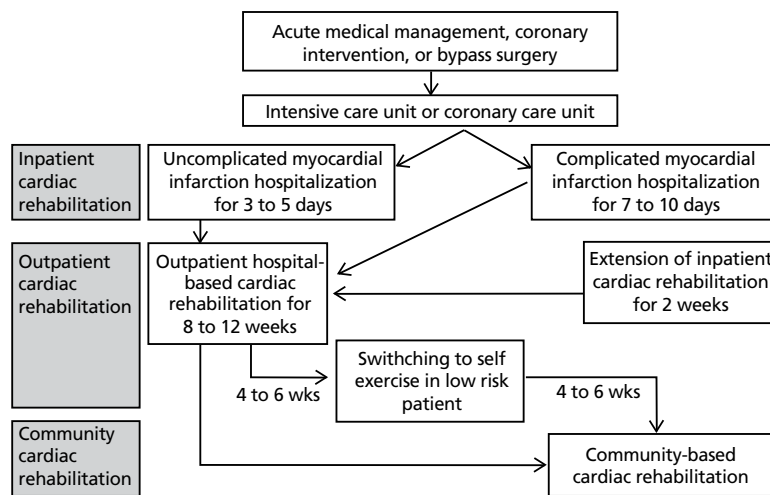 Acute medical management, coronary
intervention, or bypass surgery
Intensive care unit or coronary care unit
Inpatient
cardiac
rehabilitation
Uncomplicated myocardial
infarction hospitalization
for 3 to 5 days
Complicated myocardial
infarction hospitalization
for 7 to 10 days
Outpatient
cardiac
rehabilitation
Outpatient hospital-
based cardiac
rehabilitation for
8 to 12 weeks
Extension of inpatient
cardiac rehabilitation
for 2 weeks
4 to 6 wks
Swithching to self
exercise in low risk
patient
4 to 6 wks
Community
cardiac
rehabilitation
Community-based
cardiac rehabilitation